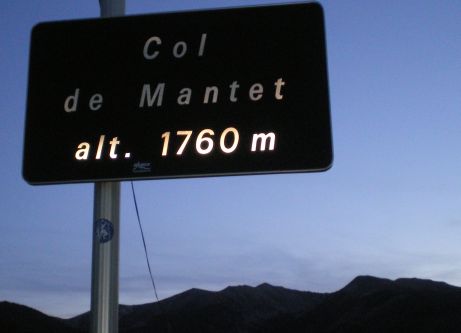 Col
de Mantet
alt. 1760 m